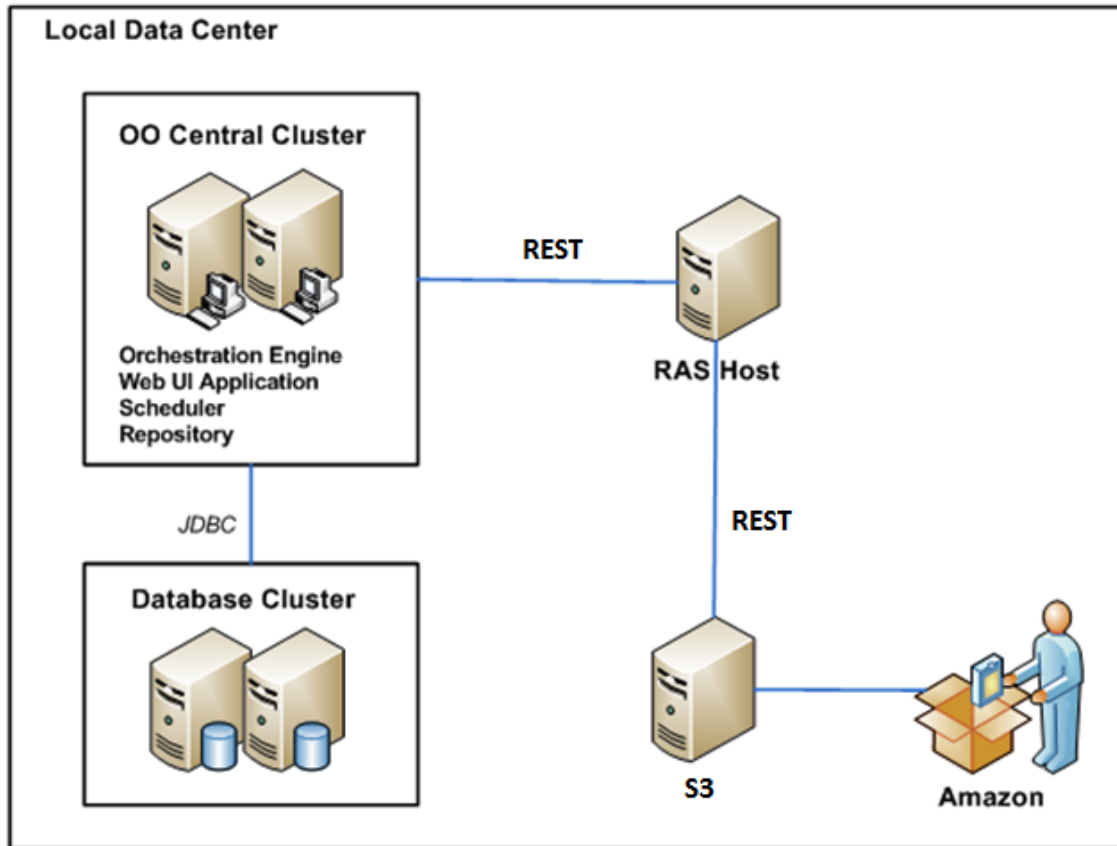 Local Data Center
OO Central Cluster
Orchestration Engine
Web UI Application
Scheduler
Repository
REST
RAS Host
JDBC
REST
Database Cluster
S3
Amazon